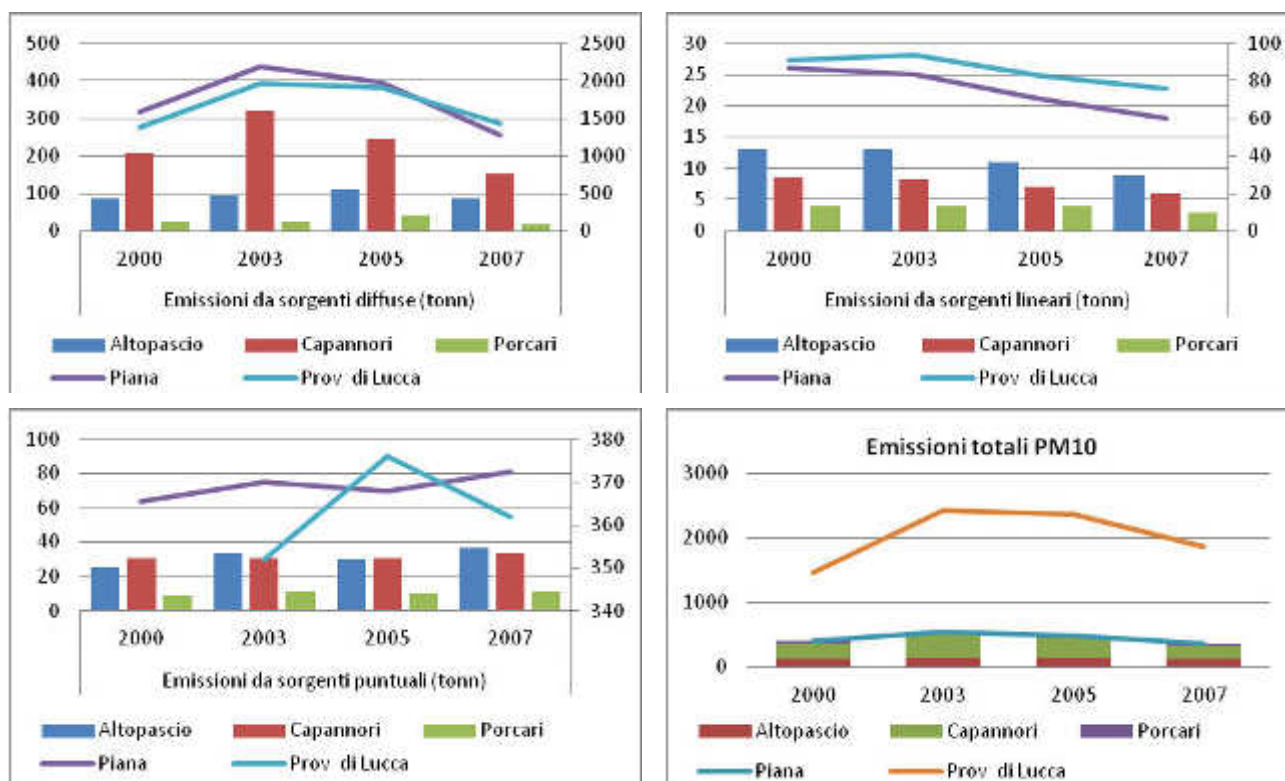 500 2500
400 2000
300 1500
200 1000
100 500
0 0
2000 2003 2005 2007
Emissioni da sorgenti diffuse (tonn)
Altopascio Capannori Porcari
Piana Prov di Lucca
30 100
25 80
20
15 60
10 40
5 20
0 0
2000 2003 2005 2007
Emissioni da sorgenti lineari (tonn)
Altopascio Capannori Porcari
Piana Prov di Lucca
100 380
80 370
60
40 360
20 350
0 340
2000 2003 2005 2007
Emissioni da sorgenti puntuali (tonn)
Altopascio Capannori Porcari
Piana Prov di Lucca
Emissioni totali PM10
3000
2000
1000
0
2000 2003 2005 2007
Altopascio Capannori Porcari
Piana Prov di Lucca